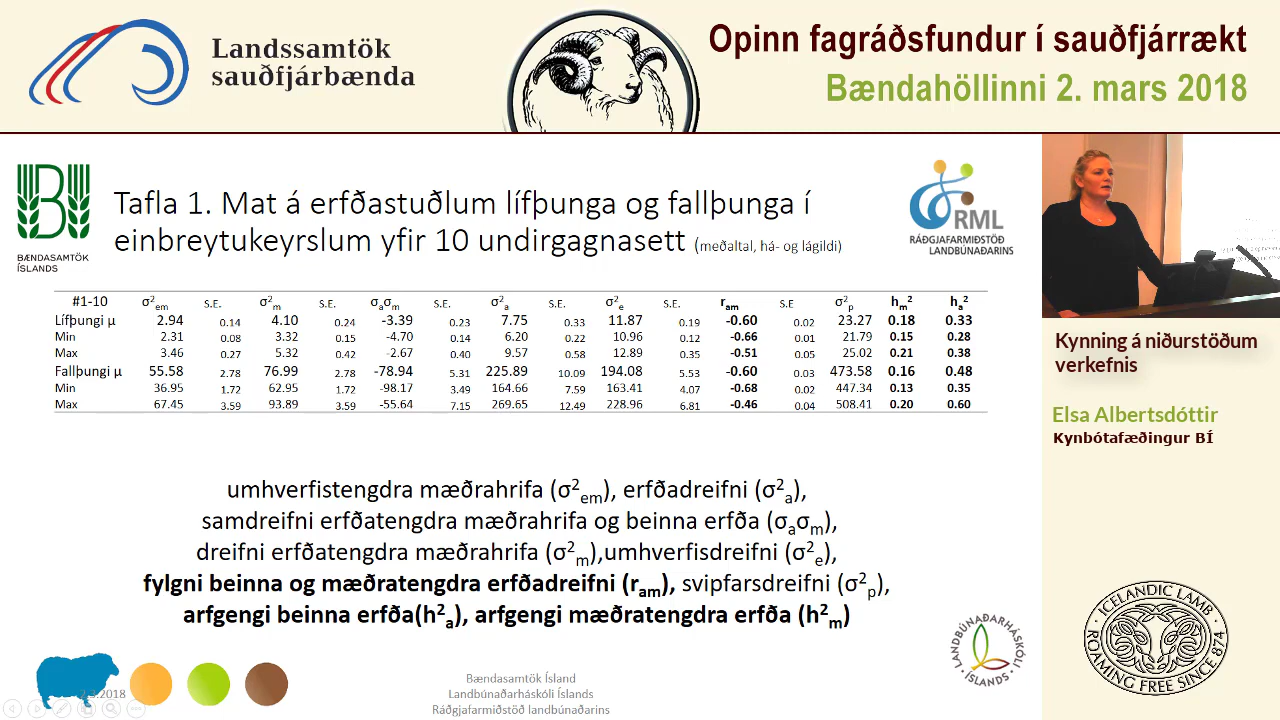 Landssamtök
sauðfjárbænda
Opinn fagráðsfundur í sauðfjárrækt
Bændahöllinni 2. mars 2018
BÆNDASAMTÖK
ÍSLANDS
Tafla 1. Mat á erfðastuðlum lífþunga og fallþunga í
einbreytukeyrslum yfir 10 undirgagnasett (meðaltal, há- og lágildi)
RML
RÁÐGJAFARMIÐSTÖÐ
LANDBÚNAÐARINS
#1-10 σ²em S.E. σ²m S.E. σaσm S.E. σ²a S.E. σ²e S.E. ram S.E σ²p hm² ha²
Lífþungi µ 2.94 0.14 4.10 0.24 -3.39 0.23 7.75 0.33 11.87 0.19 -0.60 0.02 23.27 0.18 0.33
Min 2.31 0.08 3.32 0.15 -4.70 0.14 6.20 0.22 10.96 0.12 -0.66 0.01 21.79 0.15 0.28
Max 3.46 0.27 5.32 0.42 -2.67 0.40 9.57 0.58 12.89 0.35 -0.51 0.05 25.02 0.21 0.38
Fallþungi µ 55.58 2.78 76.99 2.78 -78.94 5.31 225.89 10.09 194.08 5.53 -0.60 0.03 473.58 0.16 0.48
Min 36.95 1.72 62.95 1.72 -98.17 3.49 164.66 7.59 163.41 4.07 -0.68 0.02 447.34 0.13 0.35
Max 67.45 3.59 93.89 3.59 -55.64 7.15 269.65 12.49 228.96 6.81 -0.46 0.04 508.41 0.20 0.60
umhverfistengdra mæðrahrifa (σ²em), erfðadreifni (σ²a),
samdreifni erfðatengdra mæðrahrifa og beinna erfða (σaσm),
dreifni erfðatengdra mæðrahrifa (σ²m),umhverfisdreifni (σ²e),
fylgni beinna og mæðratengdra erfðadreifni (ram), svipfarsdreifni (σ²p),
arfgengi beinna erfða(h²a), arfgengi mæðratengdra erfða (h²m)
2.3.2018
Bændasamtök Ísland
Landbúnaðarháskóli Íslands
Ráðgjafarmiðstöð landbúnaðarins
LANDBÚNAÐARHÁSKÓLI
ÍSLANDS
Kynning á niðurstöðum
verkefnis
Elsa Albertsdóttir
Kynbótafæðingur BÍ
ICELANDIC LAMB
ROAMING FREE SINCE 874